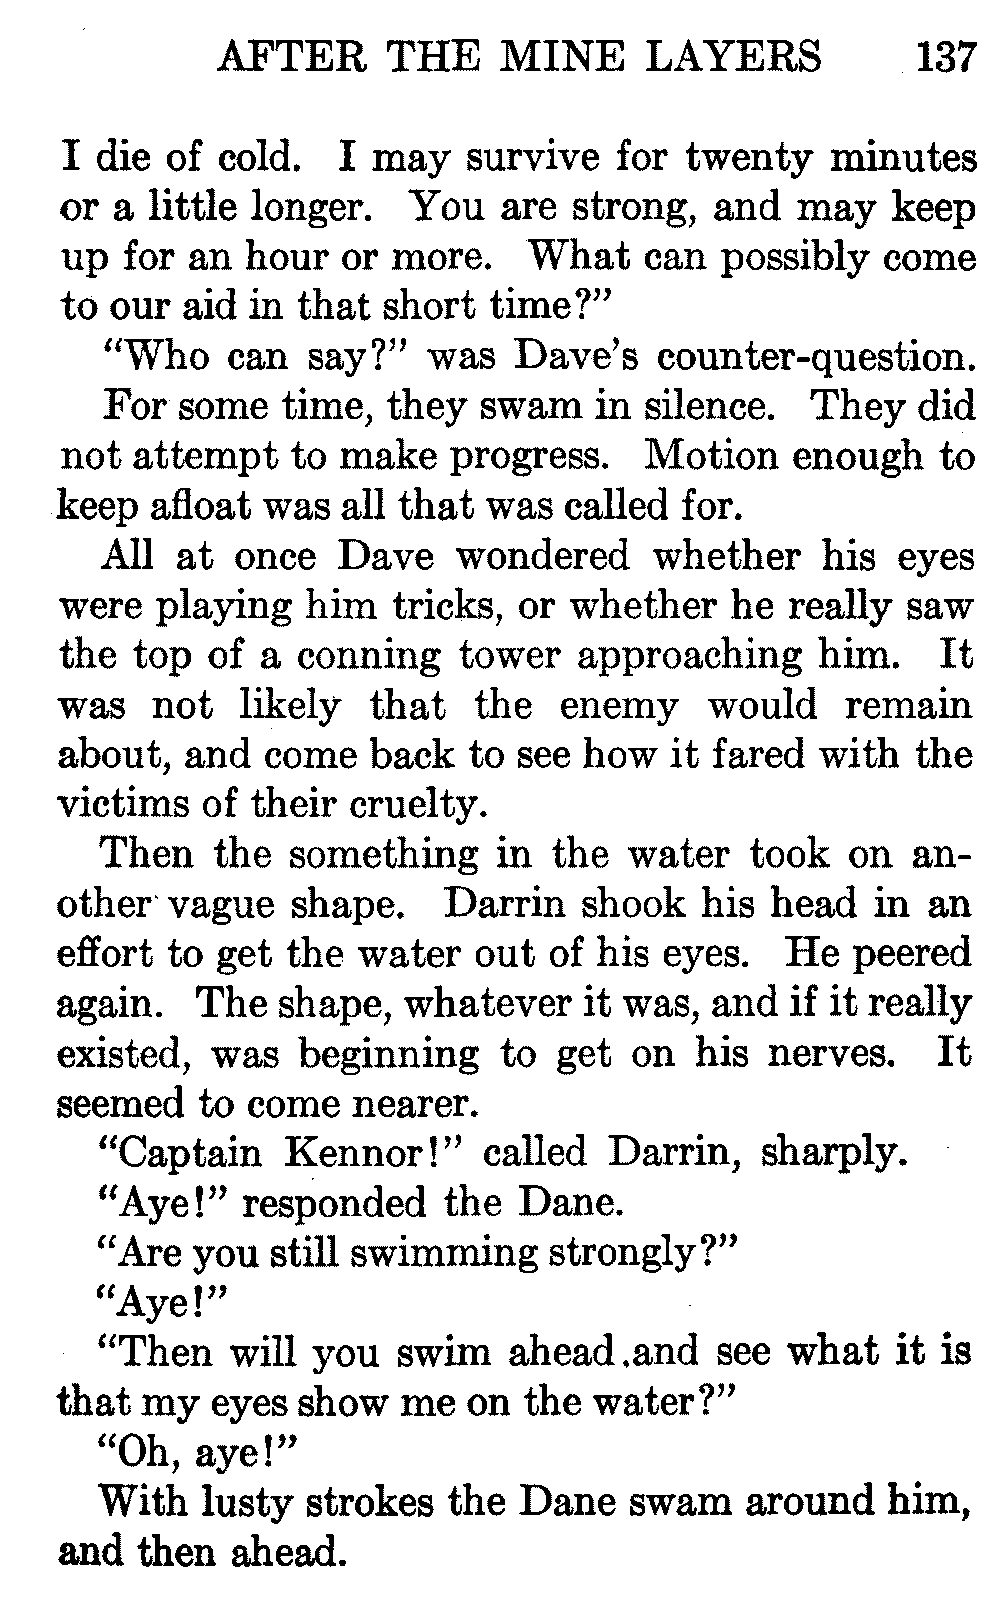 AFTER THE MINE LAYERS 137
I die of cold. I may survive for twenty minutes
or a little longer. You are strong, and may keep
up for an hour or more. What can possibly come
to our aid in that short time?”
“Who can say?” was Dave’s counter-question.
For some time, they swam in silence. They did
not attempt to make progress. Motion enough to
keep afloat was all that was called for.
All at once Dave wondered whether his eyes
were playing him tricks, or whether he really saw
the top of a conning tower approaching him. It
was not likely that the enemy would remain
about, and come back to see how it fared with the
victims of their cruelty.
Then the something in the water took on an-
other vague shape. Darrin shook his head in an
effort to get the water out of his eyes. He peered
again. The shape, whatever it was, and if it really
existed, was beginning to get on his nerves. It
seemed to come nearer.
“Captain Kennor!” called Darrin, sharply.
“Aye!” responded the Dane.
“Are you still swimming strongly?”
“Aye!”
“Then will you swim ahead and see what it is
that my eyes show me on the water?”
“Oh, aye!”
With lusty strokes the Dane swam around him,
and then ahead.